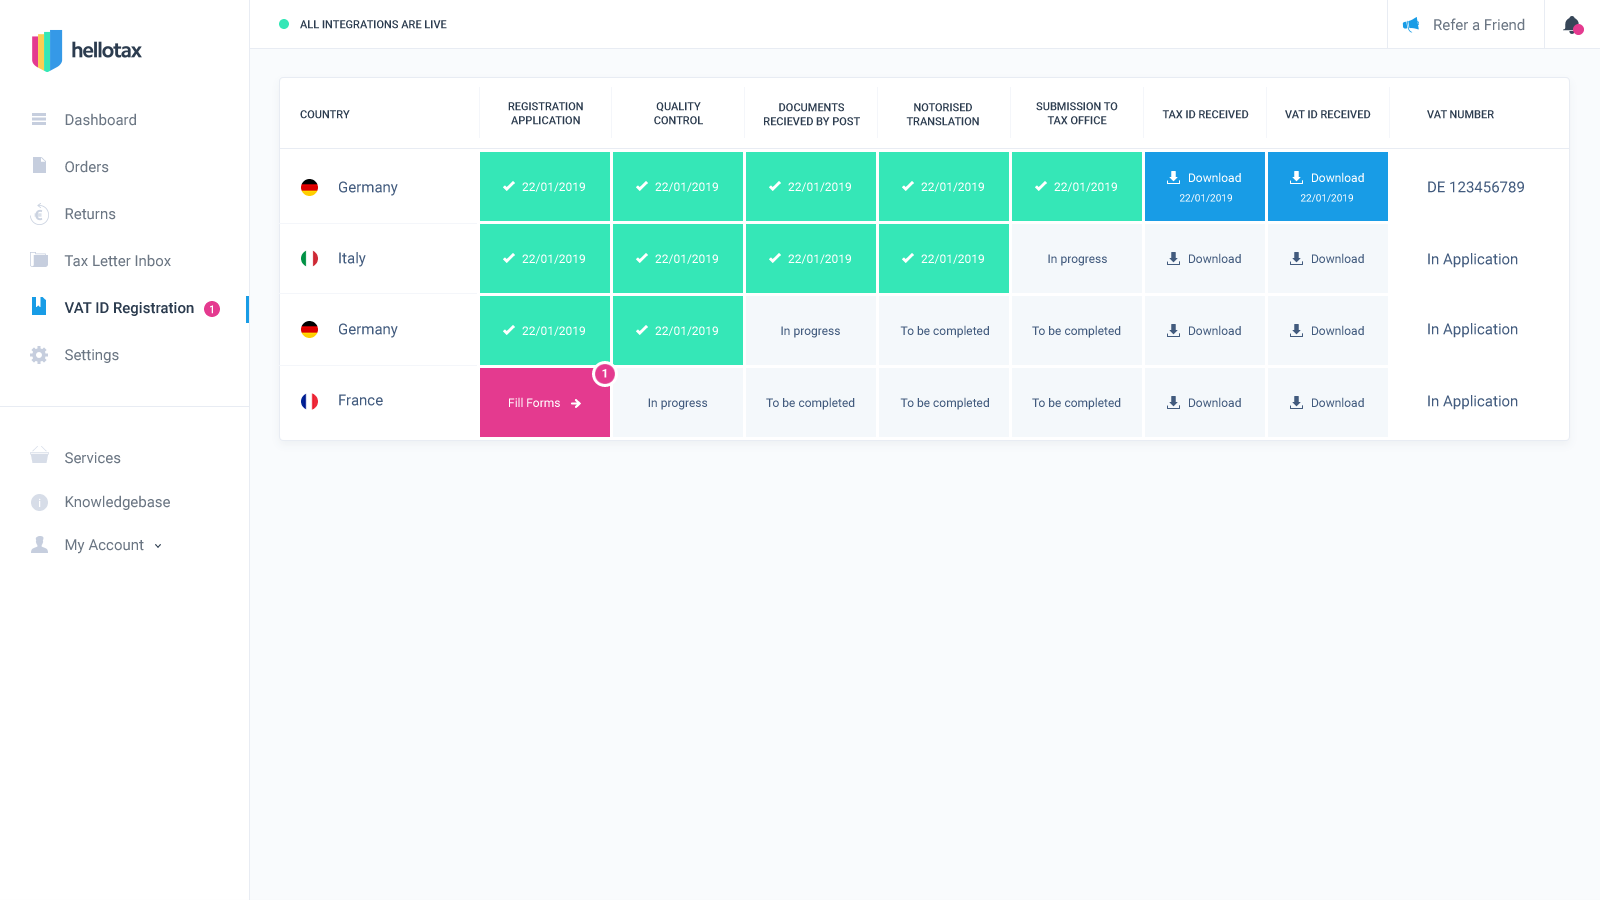 hellotax
ALL INTEGRATIONS ARE LIVE
Refer a Friend
Dashboard
Orders
Returns
Tax Letter Inbox
VAT ID Registration 1
Settings
Services
Knowledgebase
My Account
COUNTRY
REGISTRATION
APPLICATION
QUALITY
CONTROL
DOCUMENTS
RECIEVED BY POST
NOTORISED
TRANSLATION
SUBMISSION TO
TAX OFFICE
TAX ID RECEIVED
VAT ID RECEIVED
VAT NUMBER
Germany
22/01/2019
22/01/2019
22/01/2019
22/01/2019
22/01/2019
Download
22/01/2019
Download
22/01/2019
DE 123456789
Italy
22/01/2019
22/01/2019
22/01/2019
22/01/2019
In progress
Download
Download
In Application
Germany
22/01/2019
22/01/2019
In progress
To be completed
To be completed
Download
Download
In Application
France
Fill Forms
1
In progress
To be completed
To be completed
To be completed
Download
Download
In Application